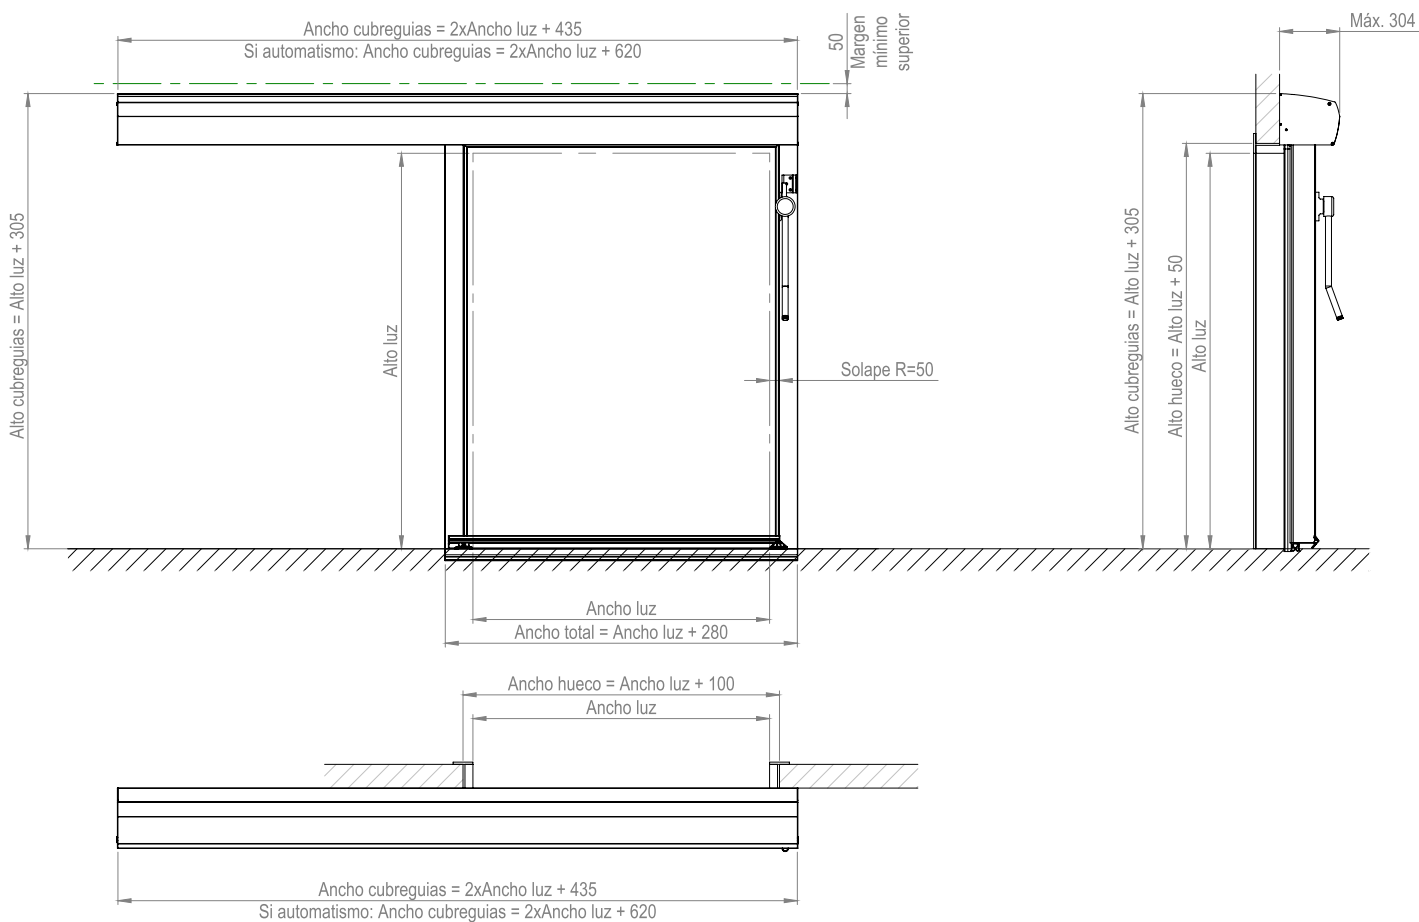 Ancho cubreguias = 2xAncho luz + 435
Si automatismo: Ancho cubreguias = 2xAncho luz + 620
50
Margen
minimo
superior
Máx. 304
Alto cubreguias = Alto luz + 305
Alto luz
Solape R=50
Alto cubreguias = Alto luz + 305
Alto hueco = Alto luz + 50
Alto luz
Ancho luz
Ancho total = Ancho luz + 280
Ancho hueco = Ancho luz + 100
Ancho luz
Ancho cubreguias = 2xAncho luz + 435
Si automatismo: Ancho cubreguias = 2xAncho luz + 620